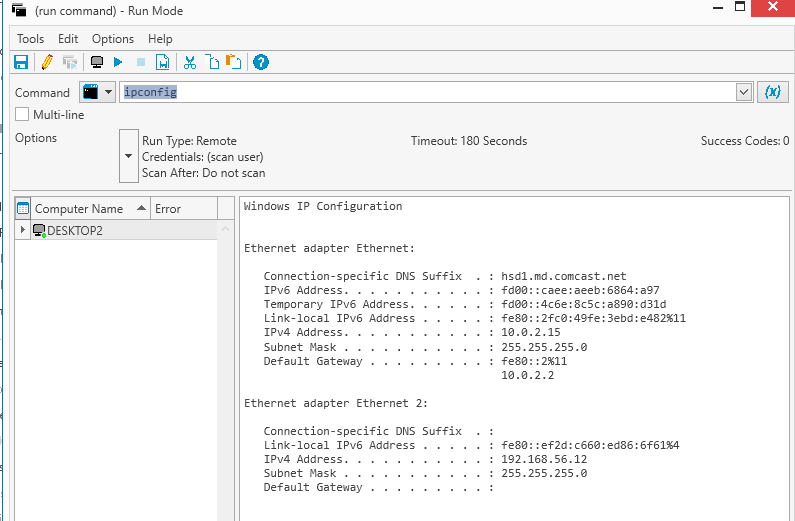 (run command) - Run Mode
Tools Edit Options Help
Command ipconfig {x}
Multi-line
Options
Run Type: Remote Timeout: 180 Seconds Success Codes: 0
Credentials: (scan user)
Scan After: Do not scan
Computer Name Error
DESKTOP2
Windows IP Configuration
Ethernet adapter Ethernet:
Connection-specific DNS Suffix . : hsd1.md.comcast.net
IPv6 Address. . . . . . . . . . . : fd00::caee:aeeb:6864:a97
Temporary IPv6 Address. . . . . . : fd00::4c6e:8c5c:a890:d31d
Link-local IPv6 Address . . . . . : fe80::2fc0:49fe:3ebd:e482%11
IPv4 Address. . . . . . . . . . . : 10.0.2.15
Subnet Mask . . . . . . . . . . . : 255.255.255.0
Default Gateway . . . . . . . . . : fe80::2%11
10.0.2.2
Ethernet adapter Ethernet 2:
Connection-specific DNS Suffix . :
Link-local IPv6 Address . . . . . : fe80::ef2d:c660:ed86:6f61%4
IPv4 Address. . . . . . . . . . . : 192.168.56.12
Subnet Mask . . . . . . . . . . . : 255.255.255.0
Default Gateway . . . . . . . . . :